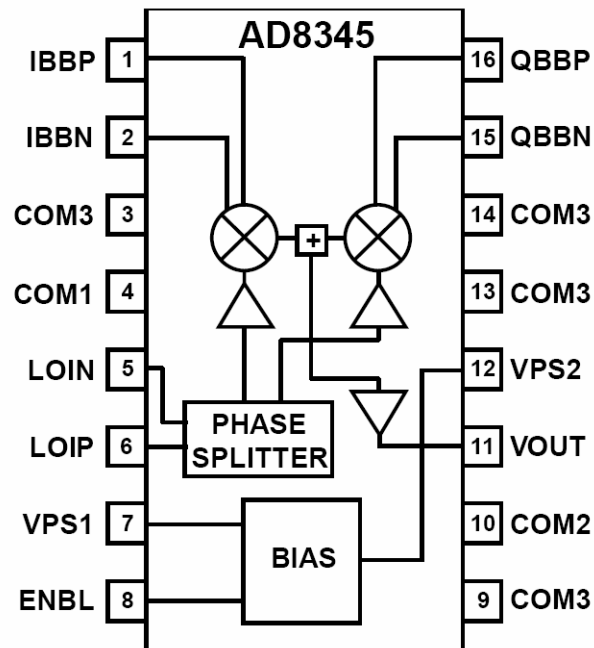 AD8345
IBBP 1
16 QBBP
IBBN 2
15 QBBN
COM3 3
14 COM3
+
COM1 4
13 COM3
LOIN 5
12 VPS2
PHASE
SPLITTER
LOIP 6
11 VOUT
VPS1 7
10 COM2
BIAS
ENBL 8
9 COM3